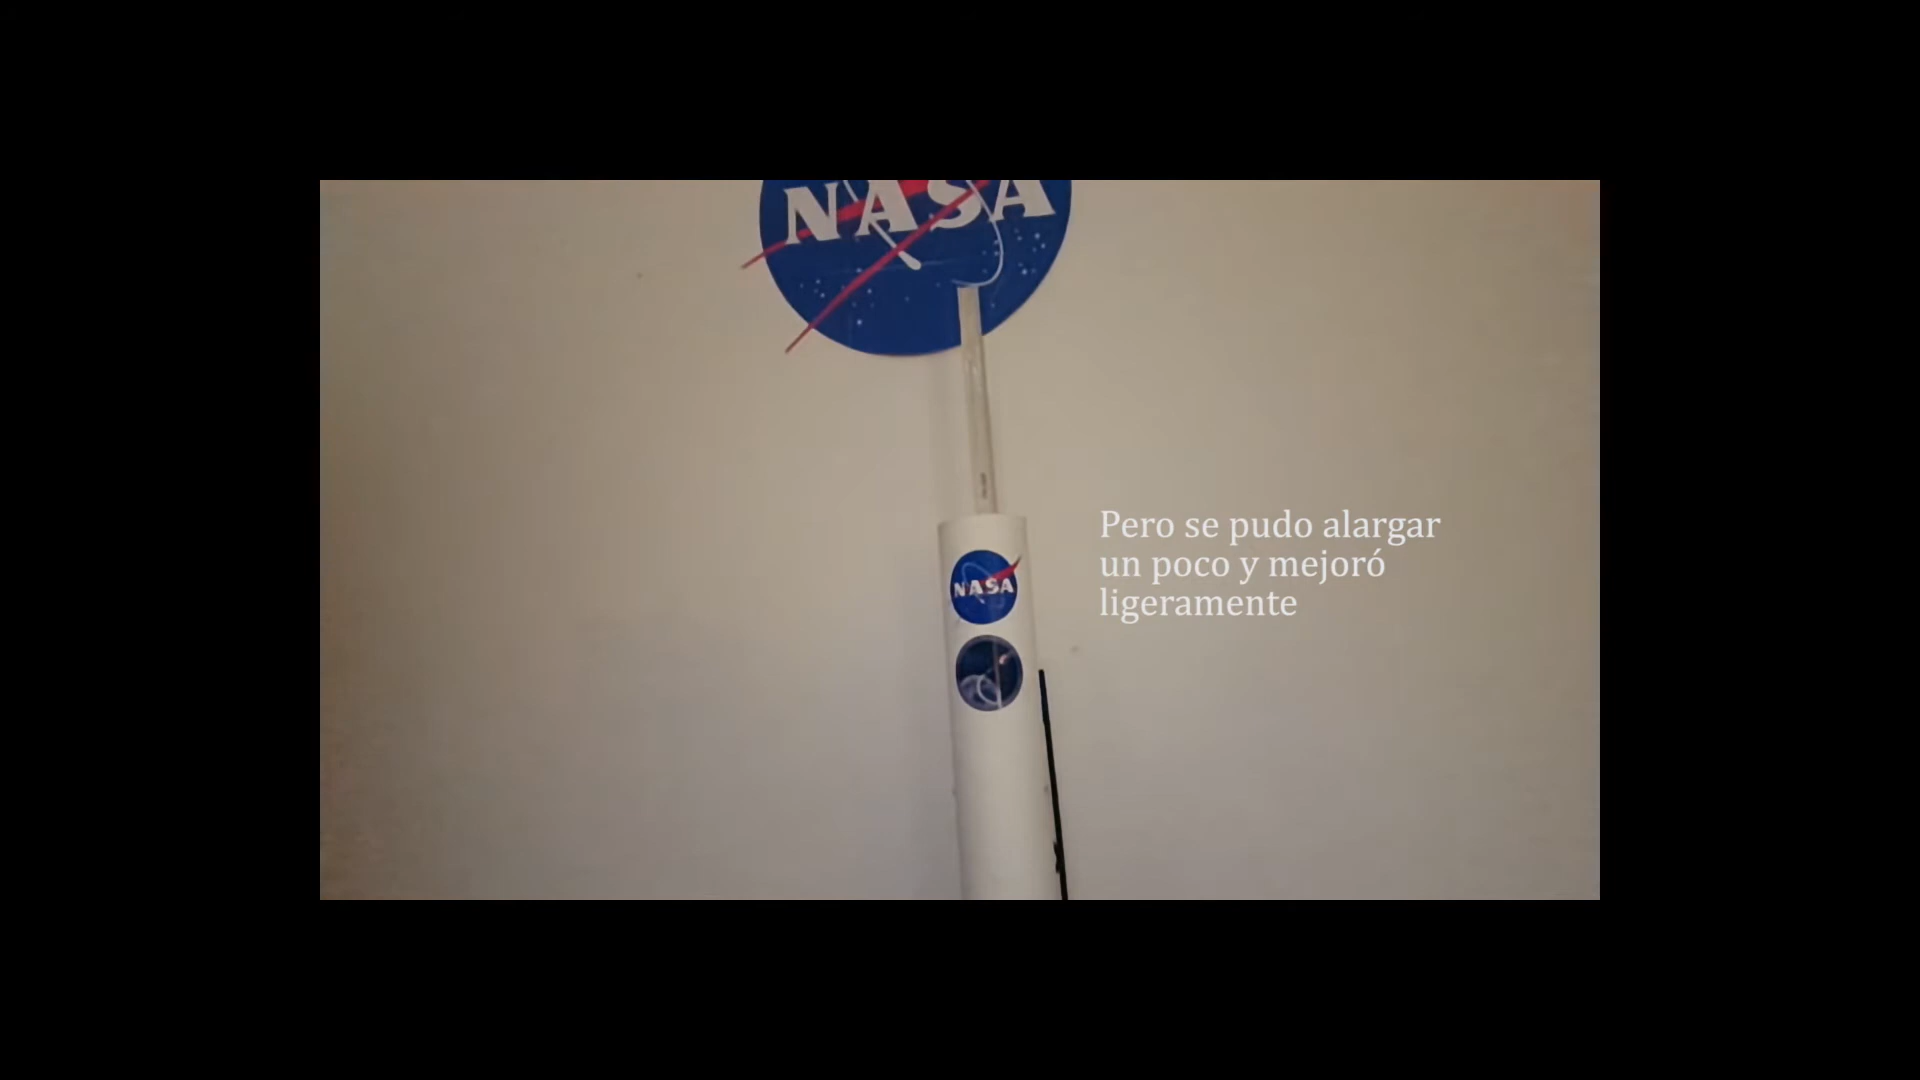 NASA
NASA
Pero se pudo alargar
un poco y mejoró
ligeramente